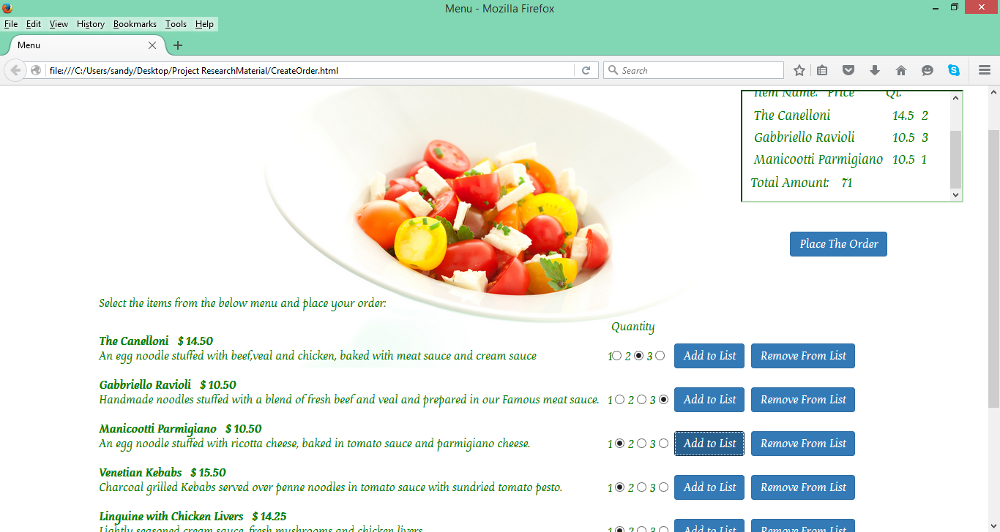 Menu - Mozilla Firefox
File Edit View History Bookmarks Tools Help
Menu
file:///C:/Users/sandy/Desktop/Project ResearchMaterial/CreateOrder.html
Search
Item Name: Price Qt.
The Canelloni 14.5 2
Gabbriello Ravioli 10.5 3
Manicootti Parmigiano 10.5 1
Total Amount: 71
Place The Order
Select the items from the below menu and place your order:
Quantity
The Canelloni $ 14.50
An egg noodle stuffed with beef,veal and chicken, baked with meat sauce and cream sauce
1 2 3 Add to List Remove From List
Gabbriello Ravioli $ 10.50
Handmade noodles stuffed with a blend of fresh beef and veal and prepared in our Famous meat sauce.
1 2 3 Add to List Remove From List
Manicootti Parmigiano $ 10.50
An egg noodle stuffed with ricotta cheese, baked in tomato sauce and parmigiano cheese.
1 2 3 Add to List Remove From List
Venetian Kebabs $ 15.50
Charcoal grilled Kebabs served over penne noodles in tomato sauce with sundried tomato pesto.
1 2 3 Add to List Remove From List
Linguine with Chicken Livers $ 14.25
Lightly seasoned cream sauce, fresh mushrooms and chicken livers
1 2 3 Add to List Remove From List